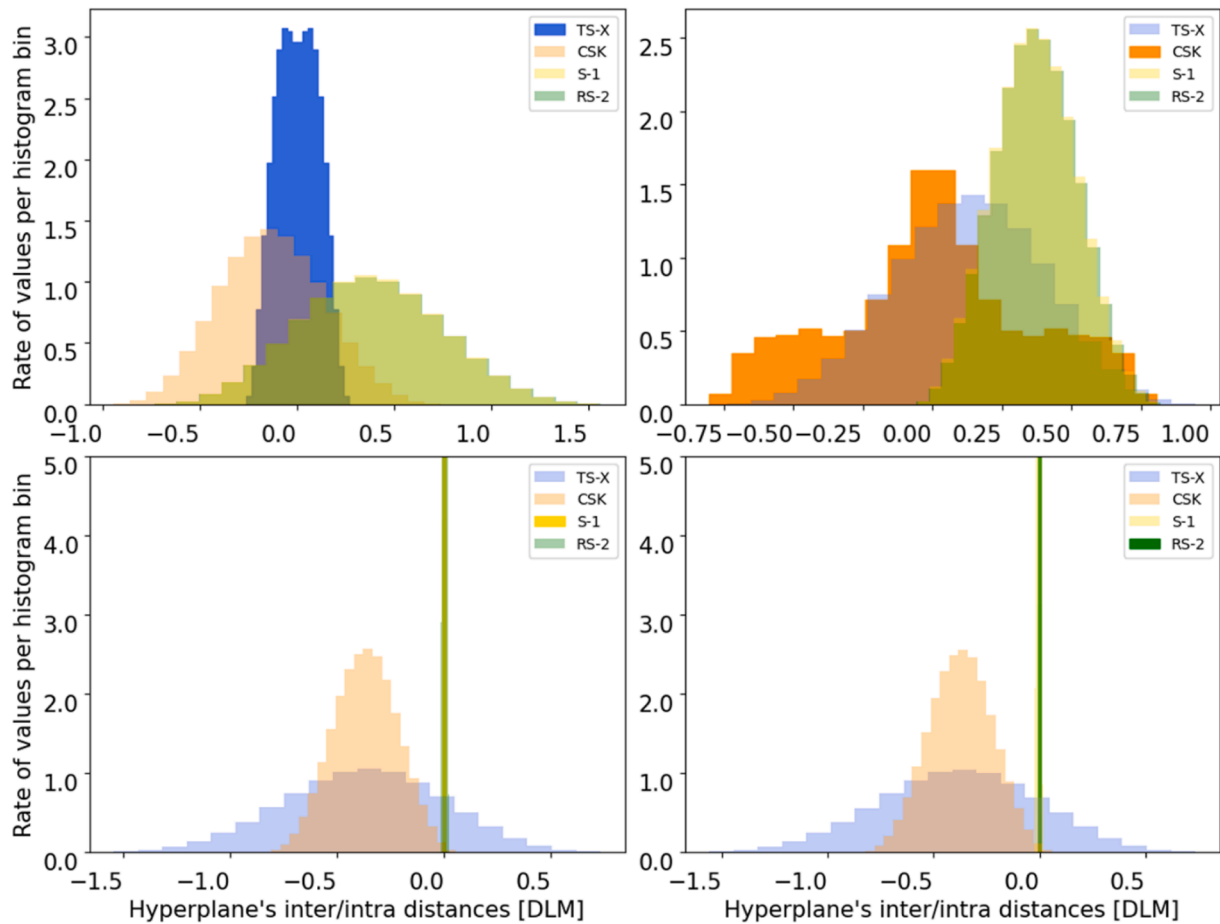 Rate of values per histogram bin
3.0
2.5
2.0
1.5
1.0
0.5
0.0
TS-X
CSK
S-1
RS-2
−1.0 −0.5 0.0 0.5 1.0 1.5
2.5
2.0
1.5
1.0
0.5
0.0
TS-X
CSK
S-1
RS-2
−0.75 −0.50 −0.25 0.00 0.25 0.50 0.75 1.00
Rate of values per histogram bin
5.0
4.0
3.0
2.0
1.0
0.0
TS-X
CSK
S-1
RS-2
−1.5 −1.0 −0.5 0.0 0.5
Hyperplane's inter/intra distances [DLM]
5.0
4.0
3.0
2.0
1.0
0.0
TS-X
CSK
S-1
RS-2
−1.5 −1.0 −0.5 0.0 0.5
Hyperplane's inter/intra distances [DLM]